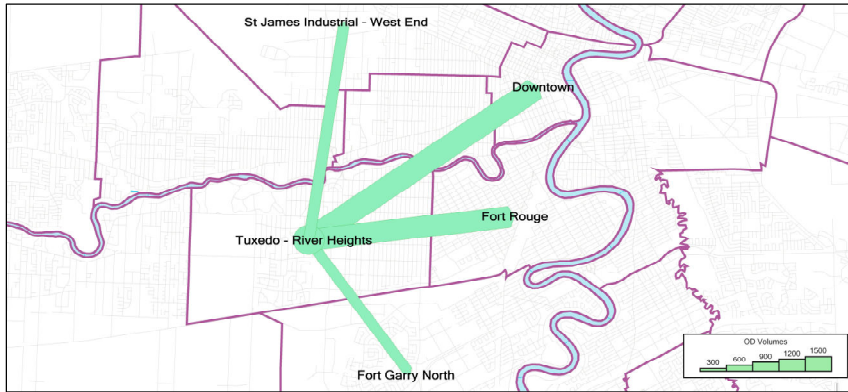 St James Industrial - West End
Downtown
Fort Rouge
Tuxedo - River Heights
Fort Garry North
OD Volumes
300 600 900 1200 1500